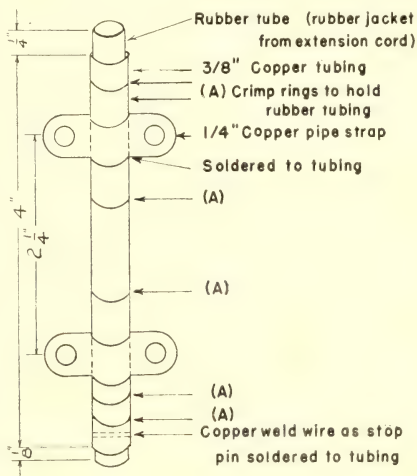 Rubber tube (rubber jacket
from extension cord)
3/8" Copper tubing
(A) Crimp rings to hold
rubber tubing
1/4" Copper pipe strap
Soldered to tubing
(A)
(A)
(A)
(A)
Copper weld wire as stop
pin soldered to tubing
1/4"
4"
2 1/4"
1/8"